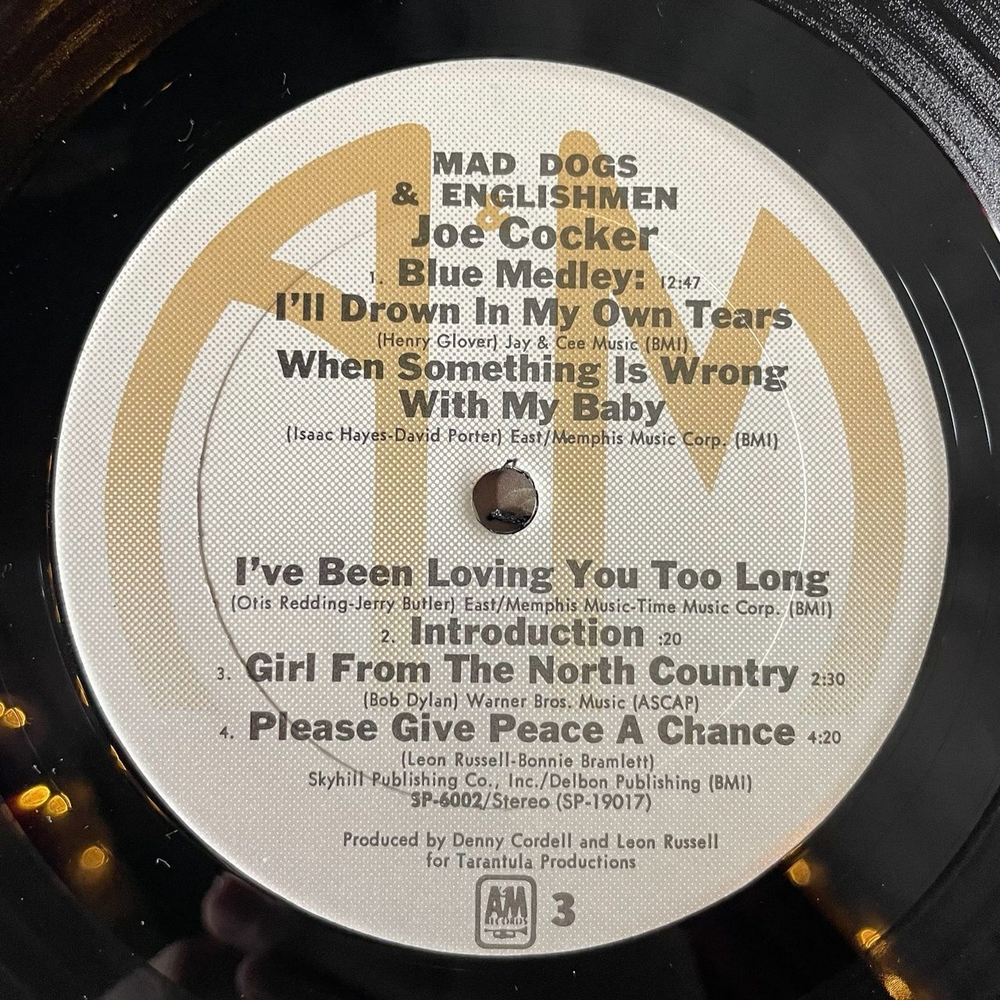 MAD DOGS
& ENGLISHMEN
Joe Cocker
1. Blue Medley: 12:47
I'll Drown In My Own Tears
(Henry Glover) Jay & Cee Music (BMI)
When Something Is Wrong
With My Baby
(Isaac Hayes-David Porter) East/Memphis Music Corp. (BMI)
I've Been Loving You Too Long
(Otis Redding-Jerry Butler) East/Memphis Music-Time Music Corp. (BMI)
2. Introduction :20
3. Girl From The North Country 2:30
(Bob Dylan) Warner Bros. Music (ASCAP)
4. Please Give Peace A Chance 4:20
(Leon Russell-Bonnie Bramlett)
Skyhill Publishing Co., Inc./Delbon Publishing (BMI)
SP-6002/Stereo (SP-19017)
Produced by Denny Cordell and Leon Russell
for Tarantula Productions
A&M RECORDS 3